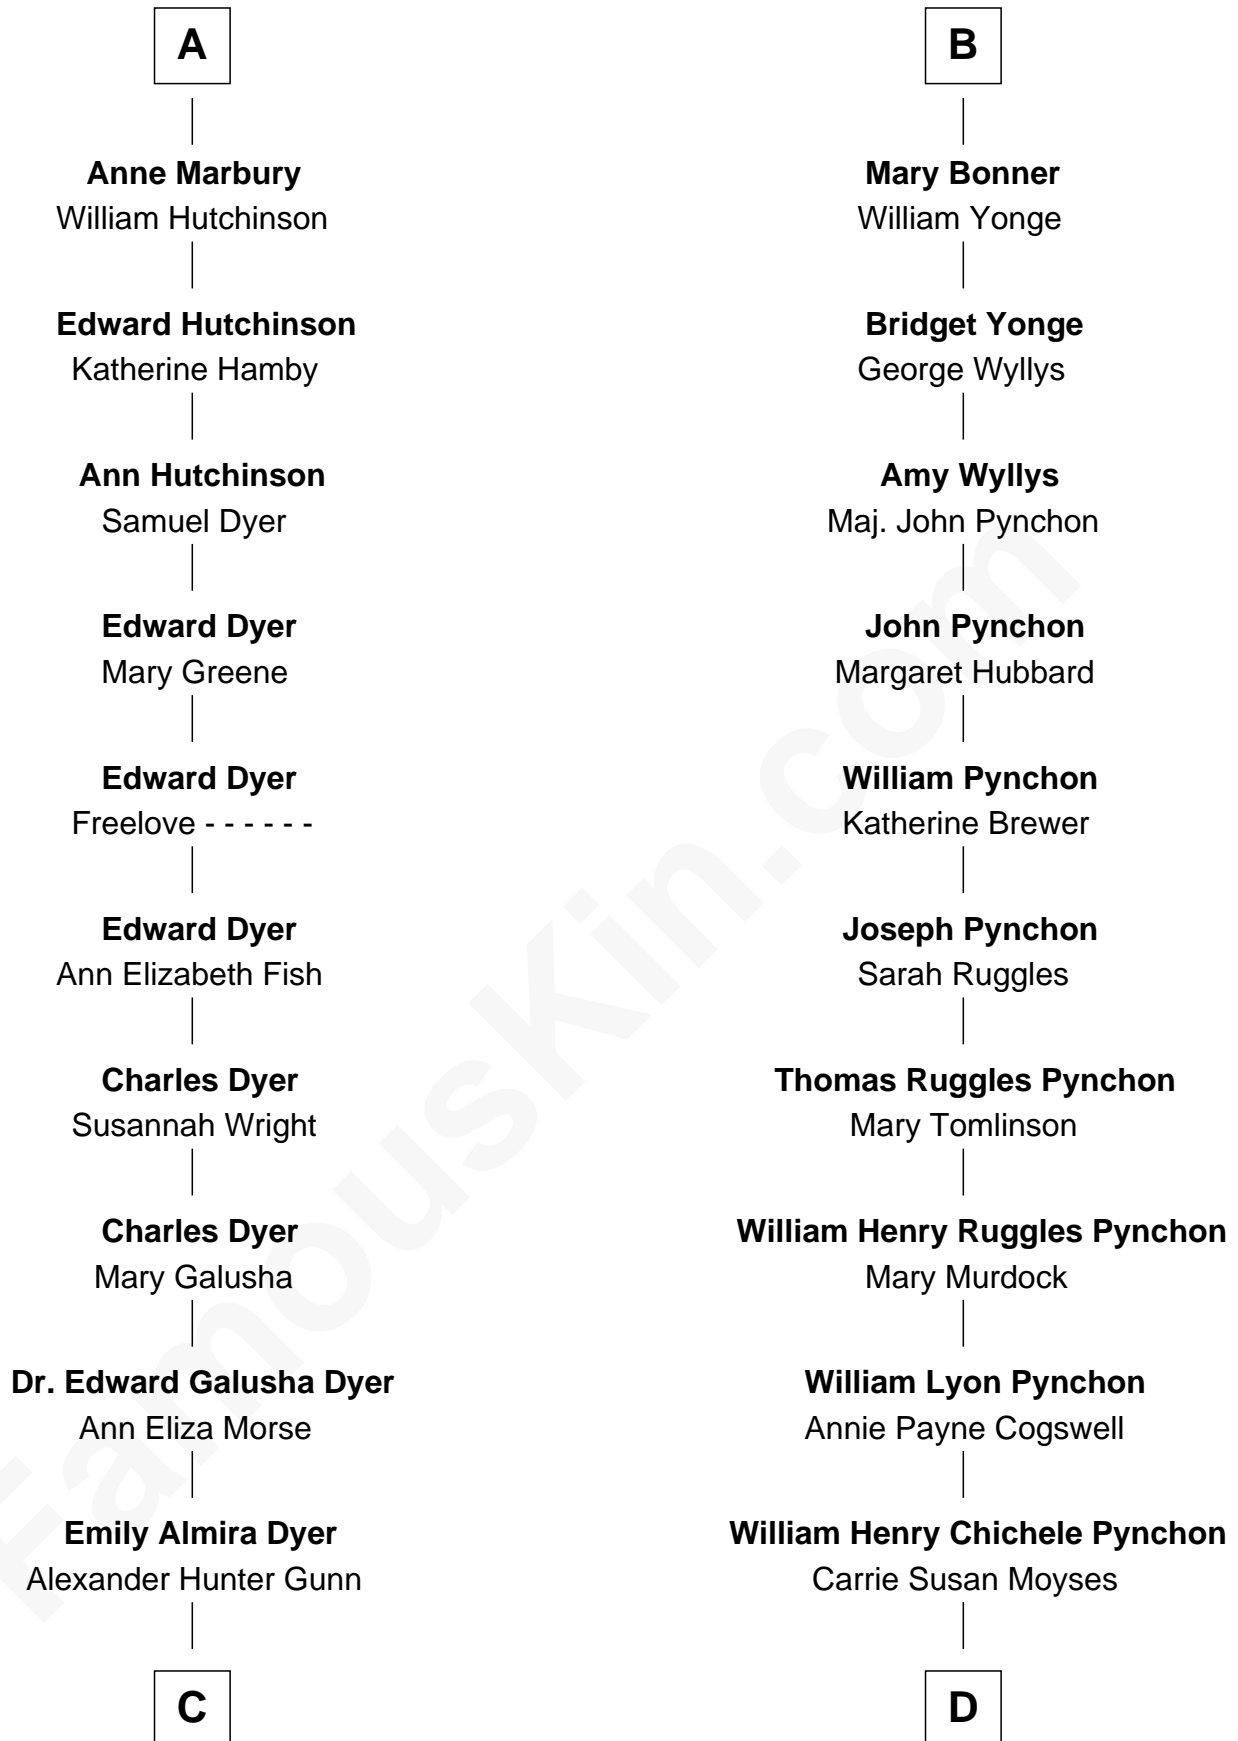 A
Anne Marbury
William Hutchinson
Edward Hutchinson
Katherine Hamby
Ann Hutchinson
Samuel Dyer
Edward Dyer
Mary Greene
Edward Dyer
Freelove - - - - - -
Edward Dyer
Ann Elizabeth Fish
Charles Dyer
Susannah Wright
Charles Dyer
Mary Galusha
Dr. Edward Galusha Dyer
Ann Eliza Morse
Emily Almira Dyer
Alexander Hunter Gunn
C
B
Mary Bonner
William Yonge
Bridget Yonge
George Wyllys
Amy Wyllys
Maj. John Pynchon
John Pynchon
Margaret Hubbard
William Pynchon
Katherine Brewer
Joseph Pynchon
Sarah Ruggles
Thomas Ruggles Pynchon
Mary Tomlinson
William Henry Ruggles Pynchon
Mary Murdock
William Lyon Pynchon
Annie Payne Cogswell
William Henry Chichele Pynchon
Carrie Susan Moyses
D
FamousKin.com